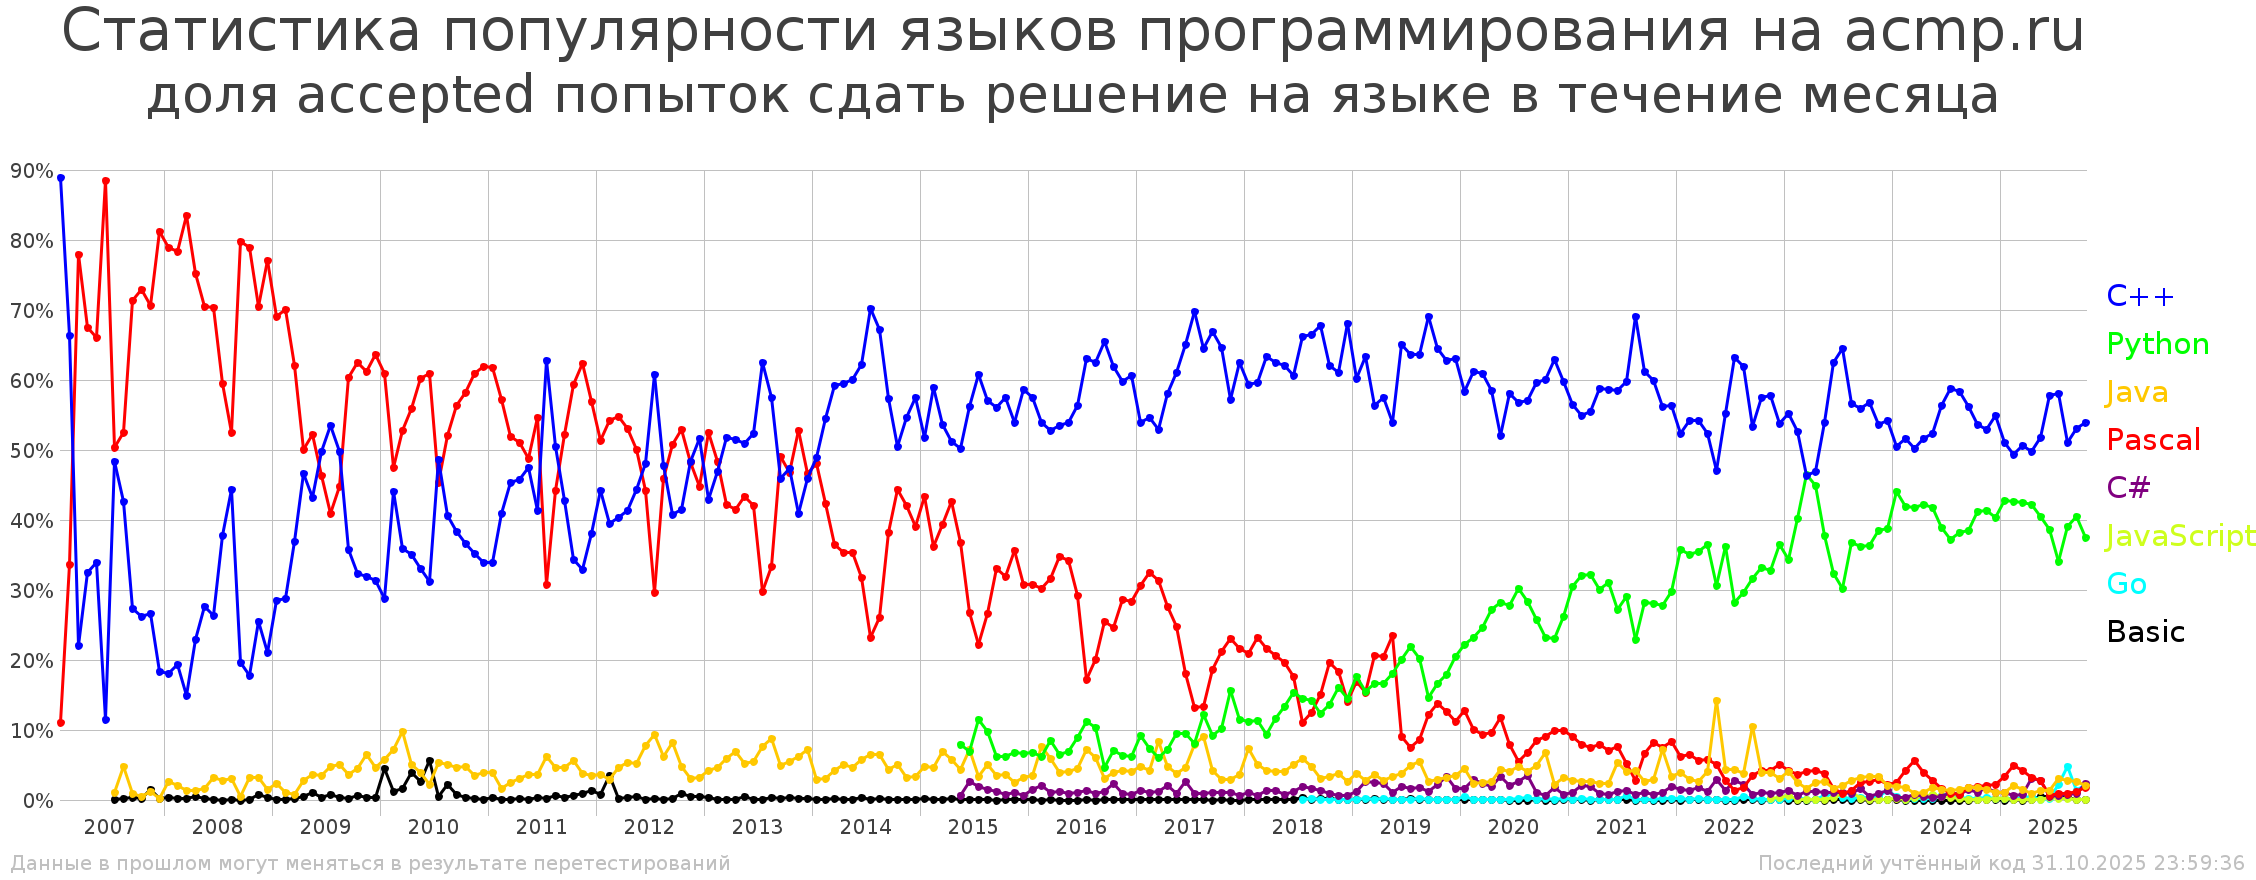 Статистика популярности языков программирования на acmp.ru
доля accepted попыток сдать решение на языке в течение месяца
90%
80%
70%
60%
50%
40%
30%
20%
10%
0%
2007 2008 2009 2010 2011 2012 2013 2014 2015 2016 2017 2018 2019 2020 2021 2022 2023 2024 2025
C++
Python
Java
Pascal
C#
JavaScript
Go
Basic
Данные в прошлом могут меняться в результате перетестирований
Последний учтённый код 31.10.2025 23:59:36